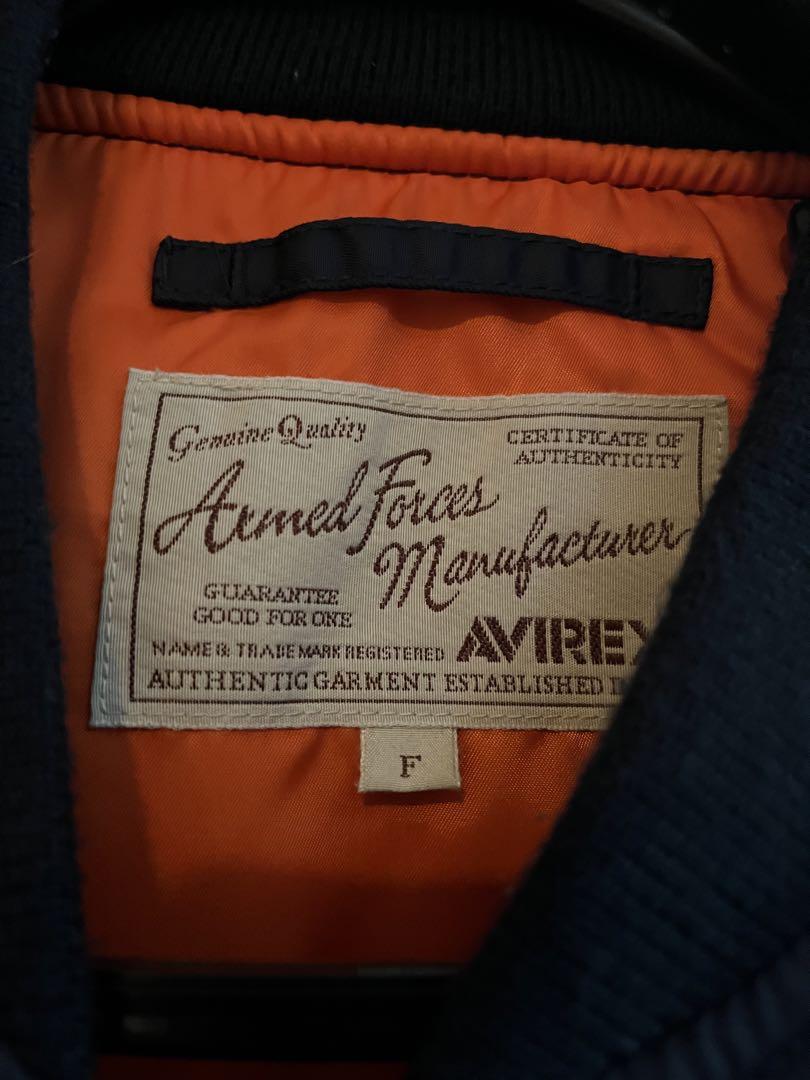 Genuine Quality
CERTIFICATE OF
AUTHENTICITY
Armed Forces
Manufacturer
GUARANTEE
GOOD FOR ONE
NAME & TRADE MARK REGISTERED
AVIREX
AUTHENTIC GARMENT ESTABLISHED
F